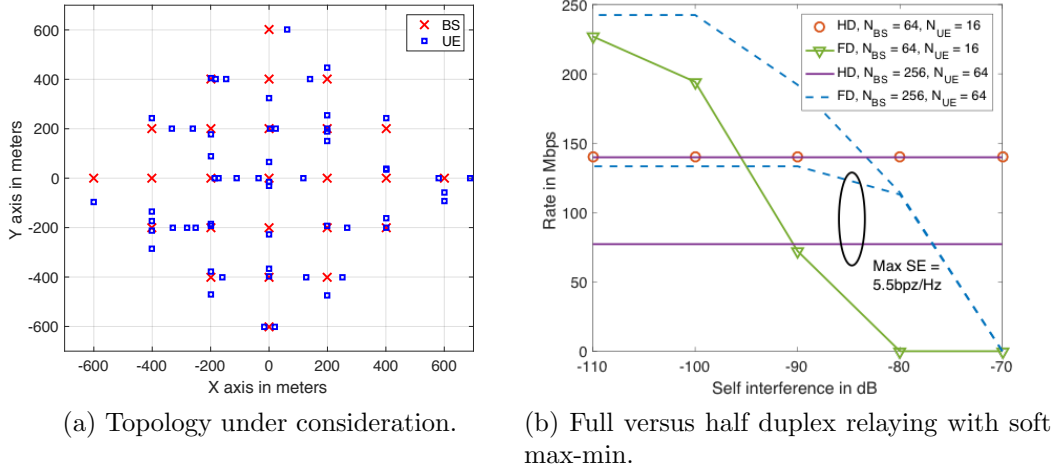 600
400
200
0
-200
-400
-600
Y axis in meters
BS
UE
-600 -400 -200 0 200 400 600
X axis in meters
(a) Topology under consideration.
250
200
150
100
50
0
Rate in Mbps
HD, N_BS = 64, N_UE = 16
FD, N_BS = 64, N_UE = 16
HD, N_BS = 256, N_UE = 64
FD, N_BS = 256, N_UE = 64
Max SE =
5.5bpz/Hz
-110 -100 -90 -80 -70
Self interference in dB
(b) Full versus half duplex relaying with soft
max-min.